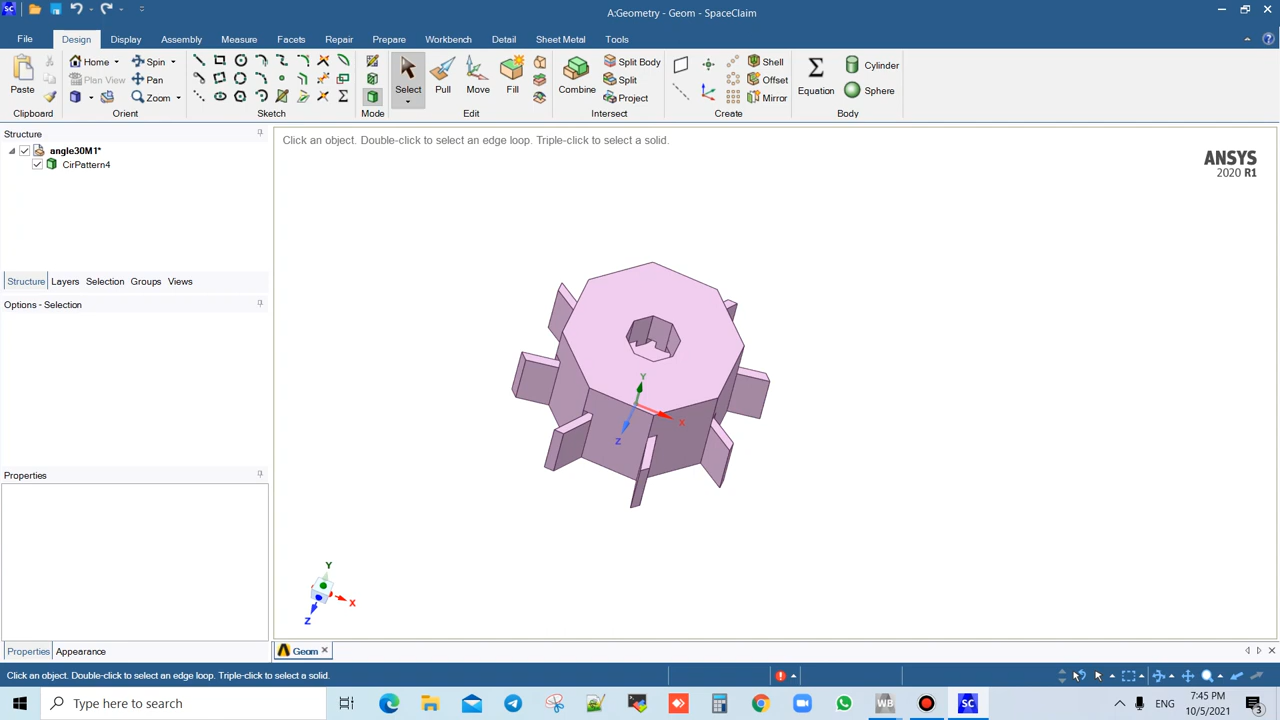 A:Geometry - Geom - SpaceClaim
File Design Display Assembly Measure Facets Repair Prepare Workbench Detail Sheet Metal Tools
Paste
Clipboard
Home
Plan View
Spin
Pan
Zoom
Orient
Sketch
Mode
Select
Pull
Move
Fill
Edit
Combine
Split Body
Split
Project
Intersect
Shell
Offset
Mirror
Create
Equation
Cylinder
Sphere
Body
Structure
angle30M1*
CirPattern4
Structure Layers Selection Groups Views
Options - Selection
Properties
Properties Appearance
Click an object. Double-click to select an edge loop. Triple-click to select a solid.
ANSYS
2020 R1
Y
X
Z
Y
X
Z
Geom
Click an object. Double-click to select an edge loop. Triple-click to select a solid.
Type here to search
WB
SC
ENG
7:45 PM
10/5/2021
3